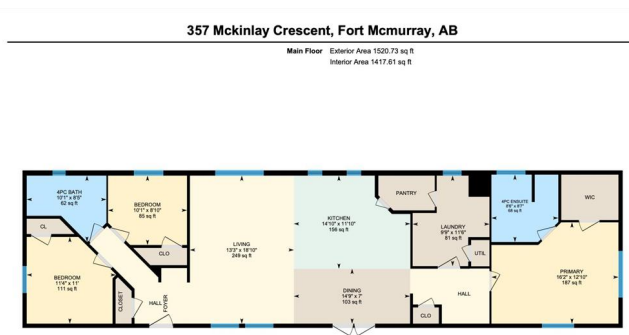 357 Mckinlay Crescent, Fort Mcmurray, AB
Main Floor Exterior Area 1520.73 sq ft
Interior Area 1417.61 sq ft
4PC BATH
10'1" x 8'5"
62 sq ft
BEDROOM
10'1" x 8'10"
85 sq ft
CL
CLO
BEDROOM
11'4" x 11'
111 sq ft
CLOSET
HALL
FOYER
LIVING
13'3" x 18'10"
249 sq ft
KITCHEN
14'10" x 11'10"
156 sq ft
DINING
14'9" x 7'
103 sq ft
PANTRY
LAUNDRY
9'9" x 11'6"
81 sq ft
UTIL
HALL
CLO
4PC ENSUITE
WIC
PRIMARY
16'2" x 12'10"
187 sq ft